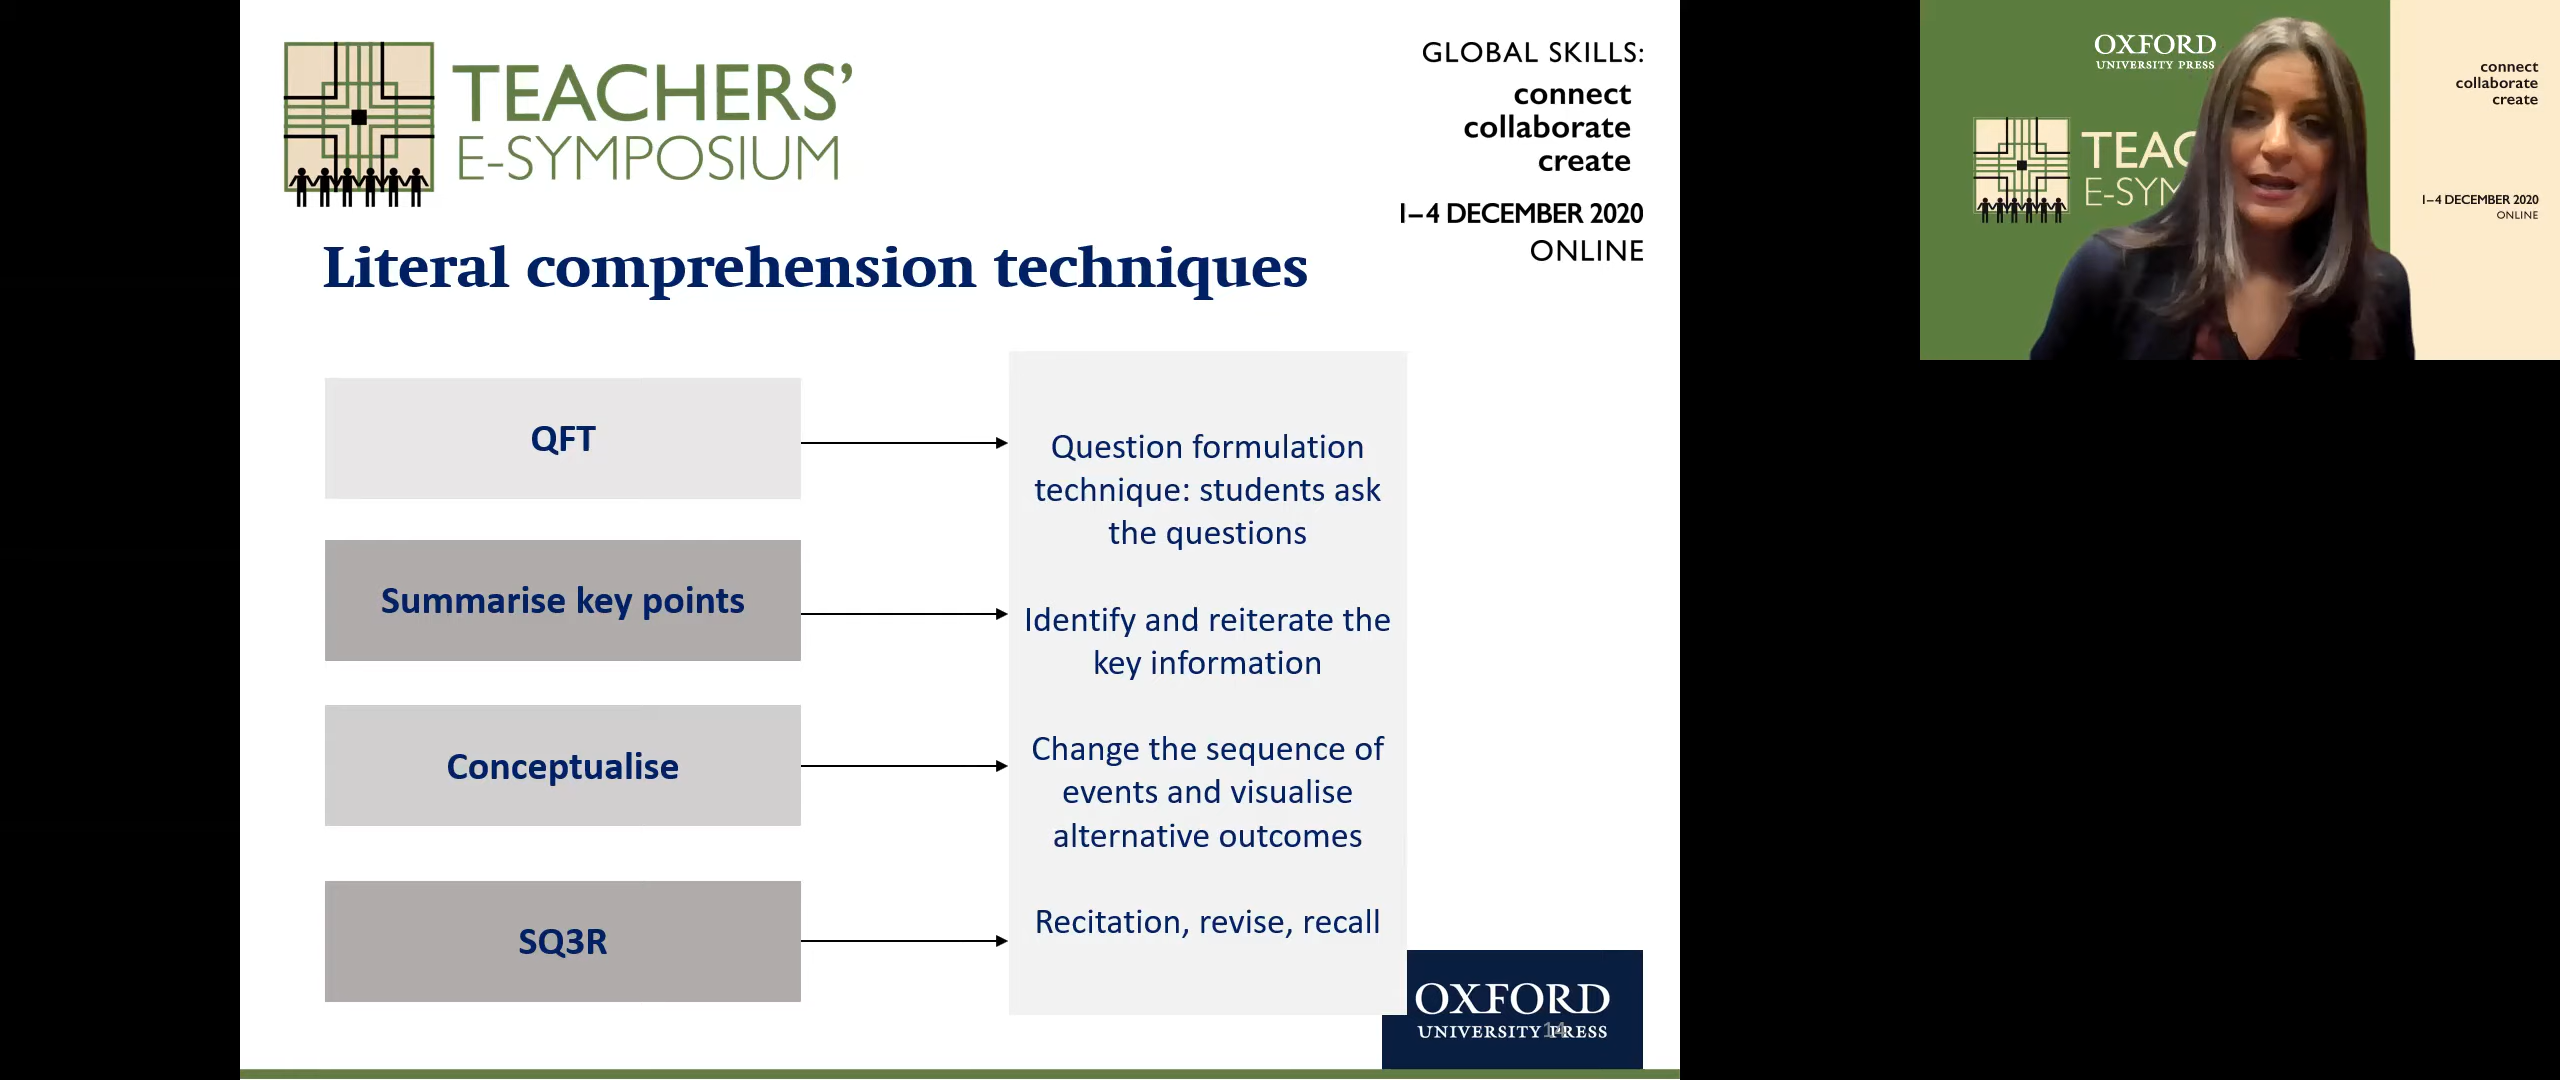 TEACHERS’
E-SYMPOSIUM
GLOBAL SKILLS:
connect
collaborate
create
1–4 DECEMBER 2020
ONLINE
Literal comprehension techniques
QFT
Question formulation
technique: students ask
the questions
Summarise key points
Identify and reiterate the
key information
Conceptualise
Change the sequence of
events and visualise
alternative outcomes
SQ3R
Recitation, revise, recall
OXFORD
UNIVERSITY PRESS
14
OXFORD
UNIVERSITY PRESS
connect
collaborate
create
TEAC
E-SYM
1–4 DECEMBER 2020
ONLINE